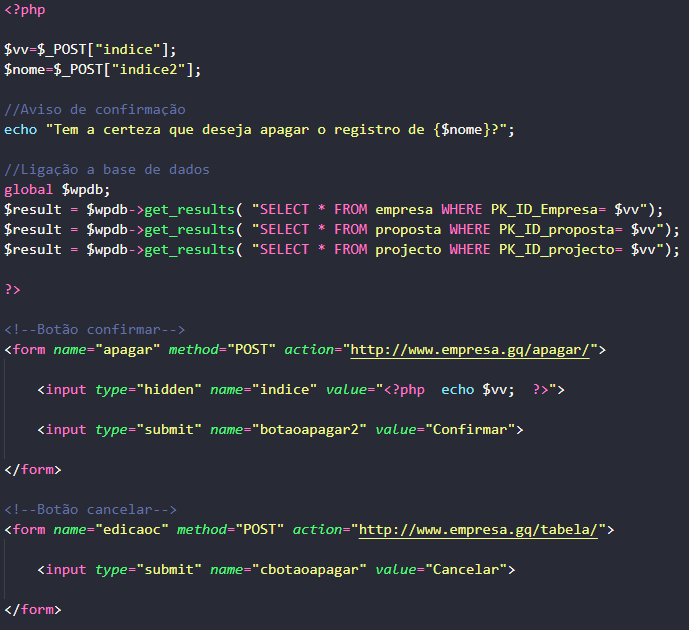 <?php
$vv=$_POST["indice"];
$nome=$_POST["indice2"];
//Aviso de confirmação
echo "Tem a certeza que deseja apagar o registro de {$nome}?";
//Ligação a base de dados
global $wpdb;
$result = $wpdb->get_results( "SELECT * FROM empresa WHERE PK_ID_Empresa= $vv");
$result = $wpdb->get_results( "SELECT * FROM proposta WHERE PK_ID_proposta= $vv");
$result = $wpdb->get_results( "SELECT * FROM projecto WHERE PK_ID_projecto= $vv");
?>
<!--Botão confirmar-->
<form name="apagar" method="POST" action="http://www.empresa.gq/apagar/">
<input type="hidden" name="indice" value="<?php  echo $vv;  ?>">
<input type="submit" name="botaoapagar2" value="Confirmar">
</form>
<!--Botão cancelar-->
<form name="edicaoc" method="POST" action="http://www.empresa.gq/tabela/">
<input type="submit" name="cbotaoapagar" value="Cancelar">
</form>